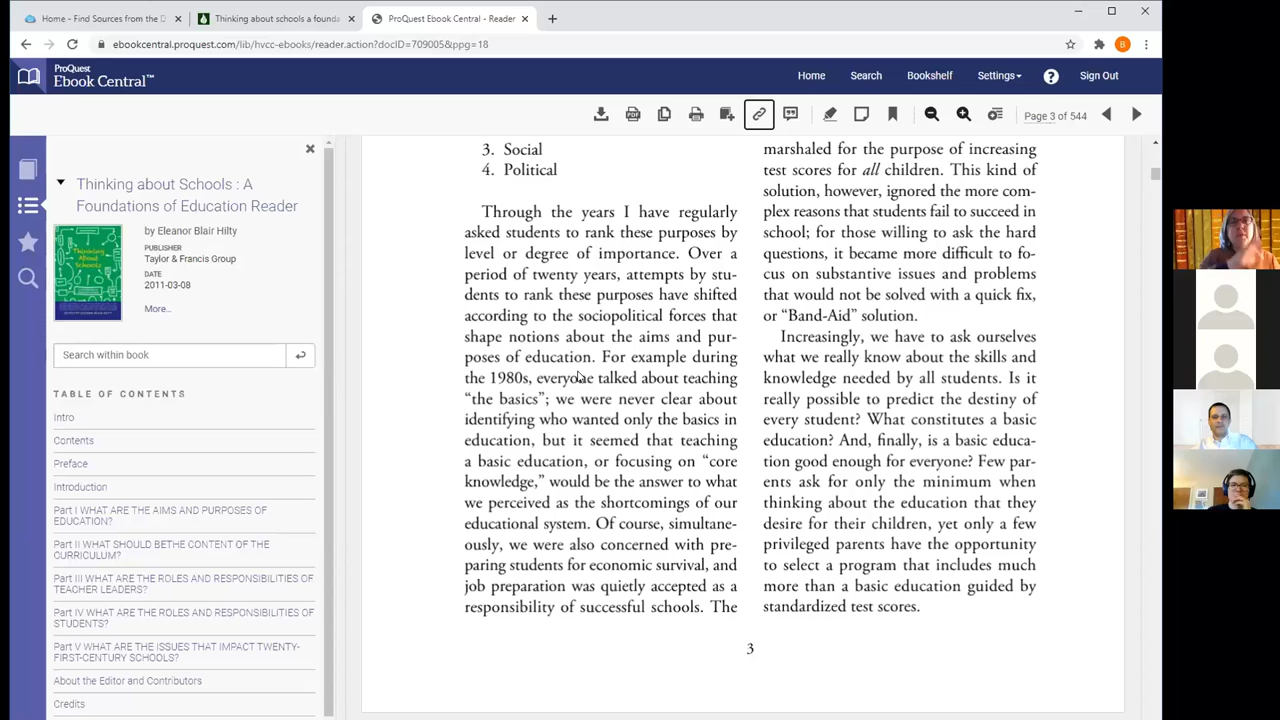 Home - Find Sources from the D
Thinking about schools a founda
ProQuest Ebook Central - Reader
ebookcentral.proquest.com/lib/hvcc-ebooks/reader.action?docID=709005&ppg=18
B
ProQuest
Ebook Central™
Home
Search
Bookshelf
Settings
Sign Out
Page 3 of 544
Thinking about Schools : A
Foundations of Education Reader
by Eleanor Blair Hilty
PUBLISHER
Taylor & Francis Group
DATE
2011-03-08
More...
Thinking
About
Schools
Search within book
TABLE OF CONTENTS
Intro
Contents
Preface
Introduction
Part I WHAT ARE THE AIMS AND PURPOSES OF
EDUCATION?
Part II WHAT SHOULD BETHE CONTENT OF THE
CURRICULUM?
Part III WHAT ARE THE ROLES AND RESPONSIBILITIES OF
TEACHER LEADERS?
Part IV WHAT ARE THE ROLES AND RESPONSIBILITIES OF
STUDENTS?
Part V WHAT ARE THE ISSUES THAT IMPACT TWENTY-
FIRST-CENTURY SCHOOLS?
About the Editor and Contributors
Credits
3. Social
4. Political
Through the years I have regularly
asked students to rank these purposes by
level or degree of importance. Over a
period of twenty years, attempts by stu-
dents to rank these purposes have shifted
according to the sociopolitical forces that
shape notions about the aims and pur-
poses of education. For example during
the 1980s, everyone talked about teaching
“the basics”; we were never clear about
identifying who wanted only the basics in
education, but it seemed that teaching
a basic education, or focusing on “core
knowledge,” would be the answer to what
we perceived as the shortcomings of our
educational system. Of course, simultane-
ously, we were also concerned with pre-
paring students for economic survival, and
job preparation was quietly accepted as a
responsibility of successful schools. The
marshaled for the purpose of increasing
test scores for all children. This kind of
solution, however, ignored the more com-
plex reasons that students fail to succeed in
school; for those willing to ask the hard
questions, it became more difficult to fo-
cus on substantive issues and problems
that would not be solved with a quick fix,
or “Band-Aid” solution.
Increasingly, we have to ask ourselves
what we really know about the skills and
knowledge needed by all students. Is it
really possible to predict the destiny of
every student? What constitutes a basic
education? And, finally, is a basic educa-
tion good enough for everyone? Few par-
ents ask for only the minimum when
thinking about the education that they
desire for their children, yet only a few
privileged parents have the opportunity
to select a program that includes much
more than a basic education guided by
standardized test scores.
3